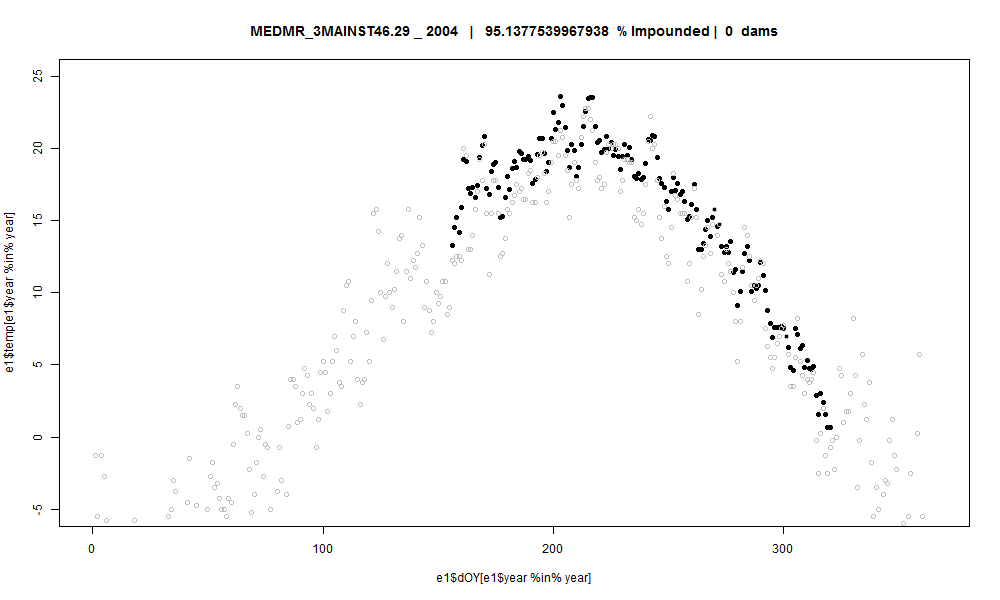 MEDMR_3MAINST46.29 _ 2004 | 95.1377539967938 % Impounded | 0 dams
e1$temp[e1$year %in% year]
25
20
15
10
5
0
-5
0 100 200 300
e1$dOY[e1$year %in% year]